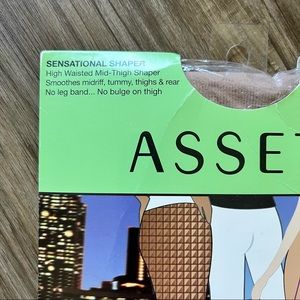 SENSATIONAL SHAPER
High Waisted Mid-Thigh Shaper
Smoothes midriff, tummy, thighs & rear
No leg band... No bulge on thigh
ASSET